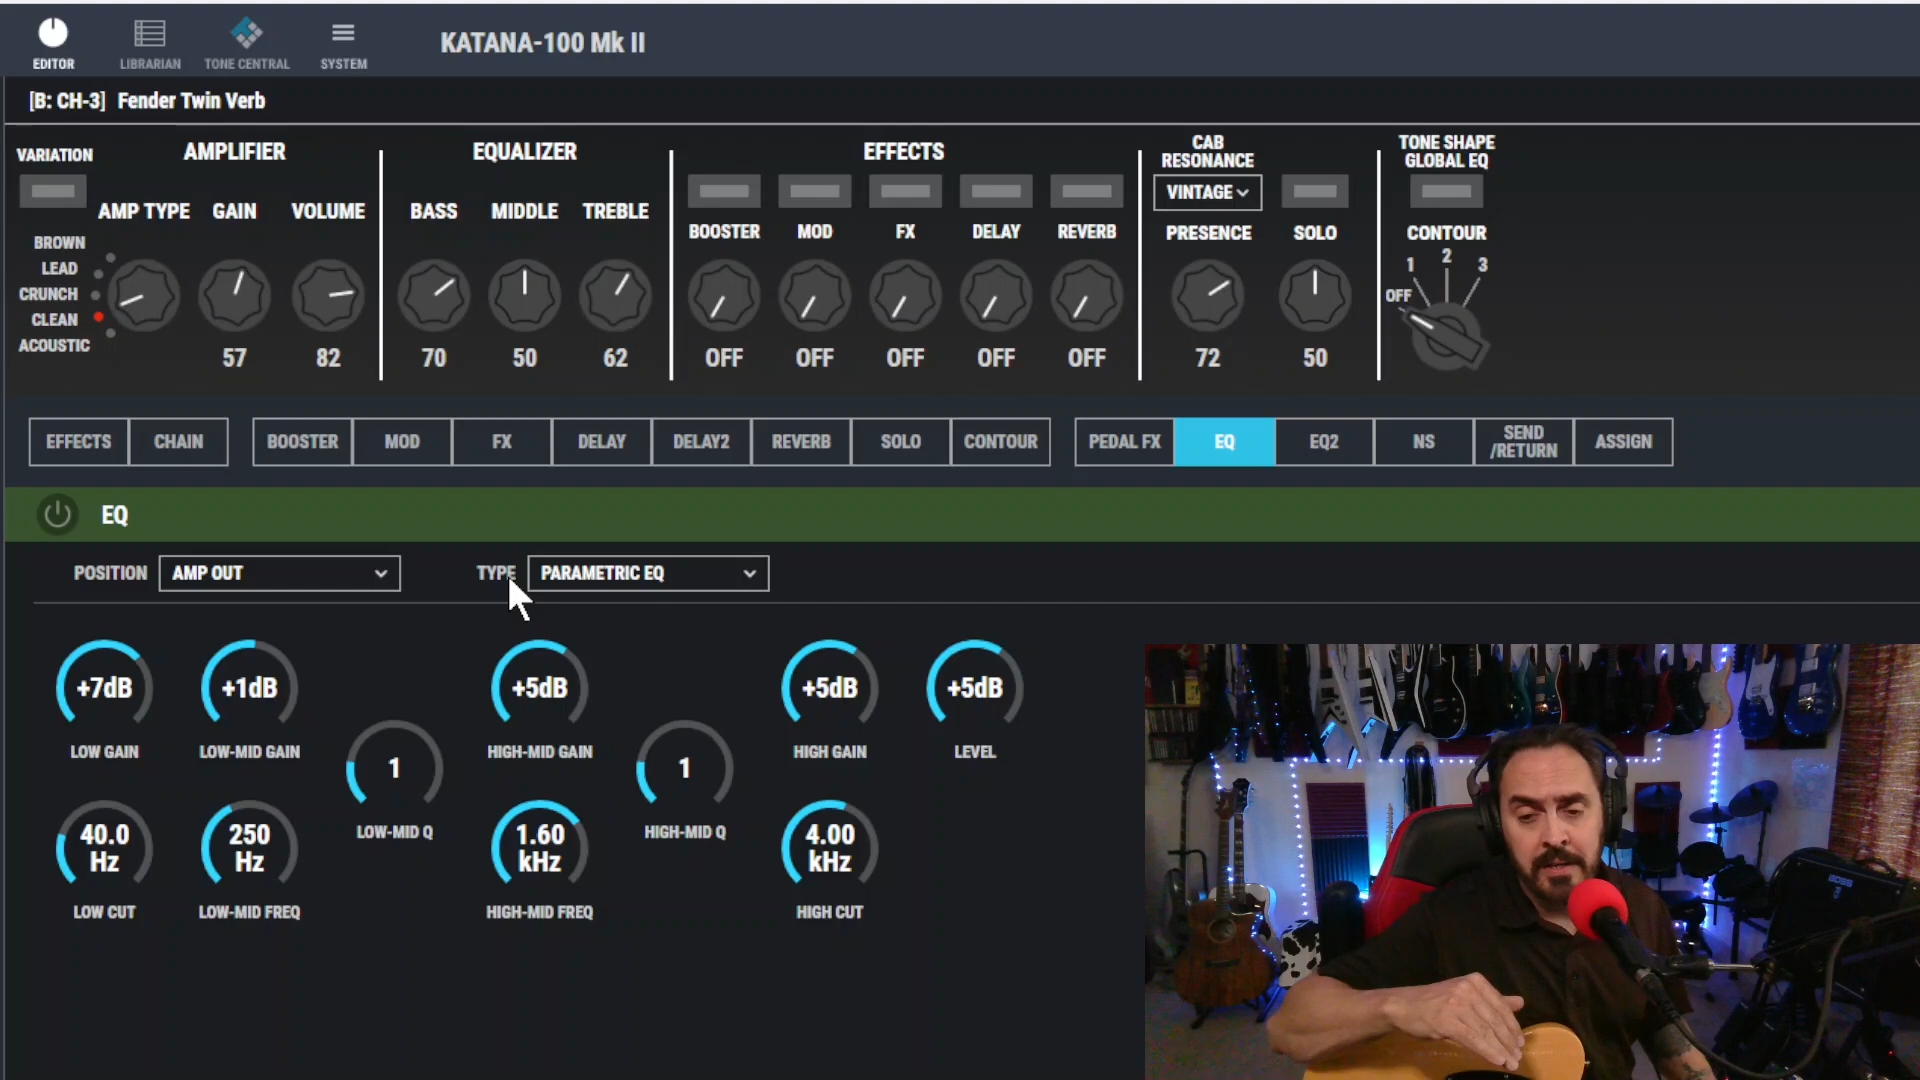 EDITOR
LIBRARIAN
TONE CENTRAL
SYSTEM
KATANA-100 Mk II
[B: CH-3] Fender Twin Verb
VARIATION
AMPLIFIER
EQUALIZER
EFFECTS
CAB
RESONANCE
TONE SHAPE
GLOBAL EQ
VINTAGE
AMP TYPE
GAIN
VOLUME
BASS
MIDDLE
TREBLE
BOOSTER
MOD
FX
DELAY
REVERB
PRESENCE
SOLO
CONTOUR
BROWN
LEAD
CRUNCH
CLEAN
ACOUSTIC
1
2
3
OFF
57
82
70
50
62
OFF
OFF
OFF
OFF
OFF
72
50
EFFECTS
CHAIN
BOOSTER
MOD
FX
DELAY
DELAY2
REVERB
SOLO
CONTOUR
PEDAL FX
EQ
EQ2
NS
SEND
/RETURN
ASSIGN
EQ
POSITION
AMP OUT
TYPE
PARAMETRIC EQ
+7dB
+1dB
+5dB
+5dB
+5dB
LOW GAIN
LOW-MID GAIN
HIGH-MID GAIN
HIGH GAIN
LEVEL
1
1
LOW-MID Q
HIGH-MID Q
40.0
Hz
250
Hz
1.60
kHz
4.00
kHz
LOW CUT
LOW-MID FREQ
HIGH-MID FREQ
HIGH CUT
BOSS